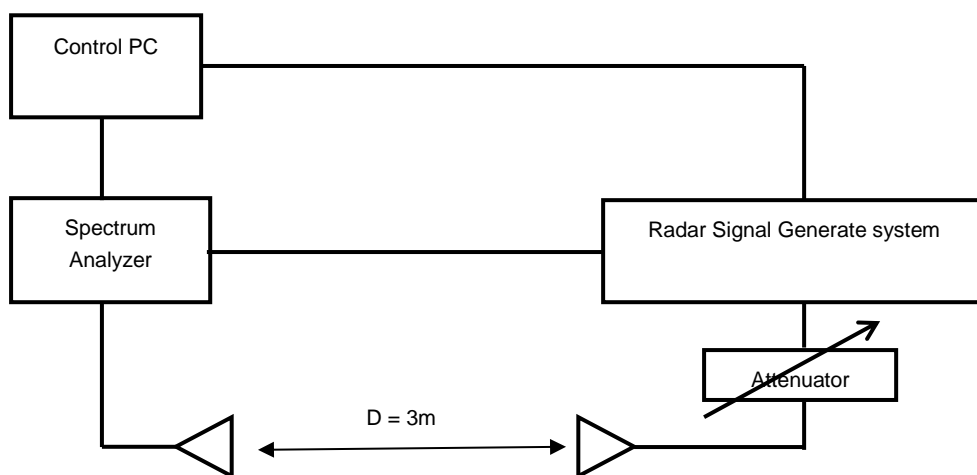 Control PC
Spectrum
Analyzer
Radar Signal Generate system
Attenuator
D = 3m